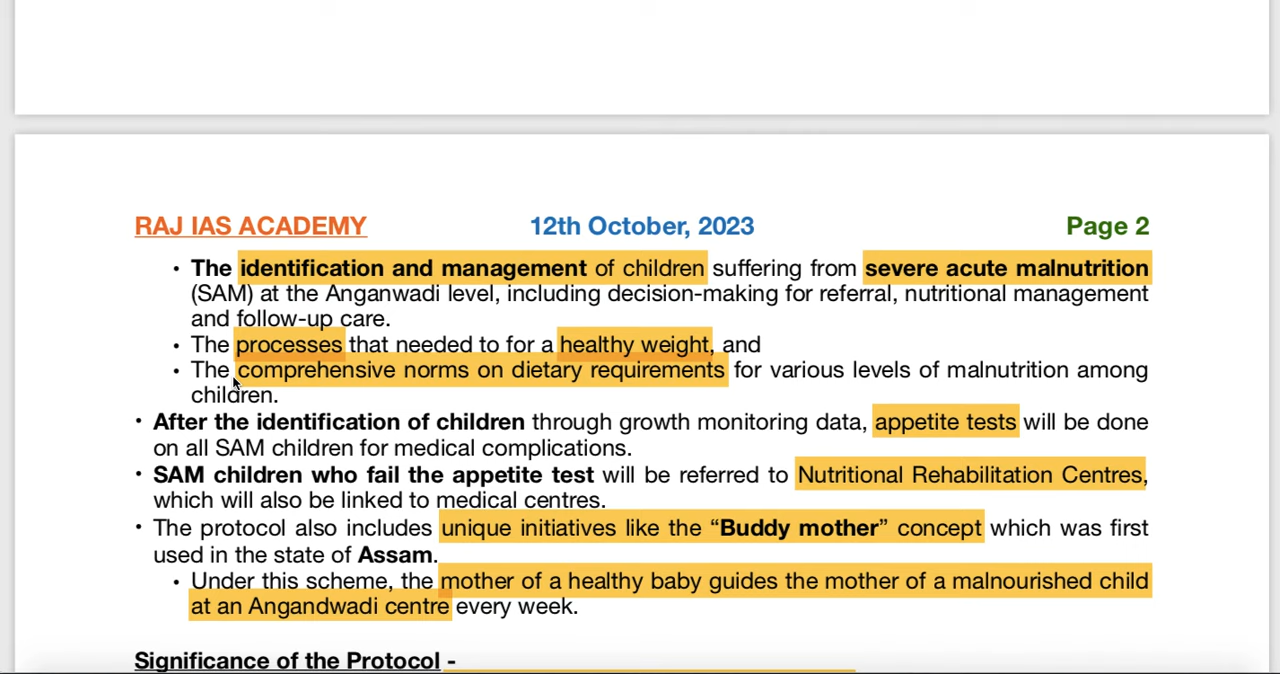 RAJ IAS ACADEMY 12th October, 2023 Page 2
• The identification and management of children suffering from severe acute malnutrition
(SAM) at the Anganwadi level, including decision-making for referral, nutritional management
and follow-up care.
• The processes that needed to for a healthy weight, and
• The comprehensive norms on dietary requirements for various levels of malnutrition among
children.
• After the identification of children through growth monitoring data, appetite tests will be done
on all SAM children for medical complications.
• SAM children who fail the appetite test will be referred to Nutritional Rehabilitation Centres,
which will also be linked to medical centres.
• The protocol also includes unique initiatives like the “Buddy mother” concept which was first
used in the state of Assam.
• Under this scheme, the mother of a healthy baby guides the mother of a malnourished child
at an Angandwadi centre every week.
Significance of the Protocol -